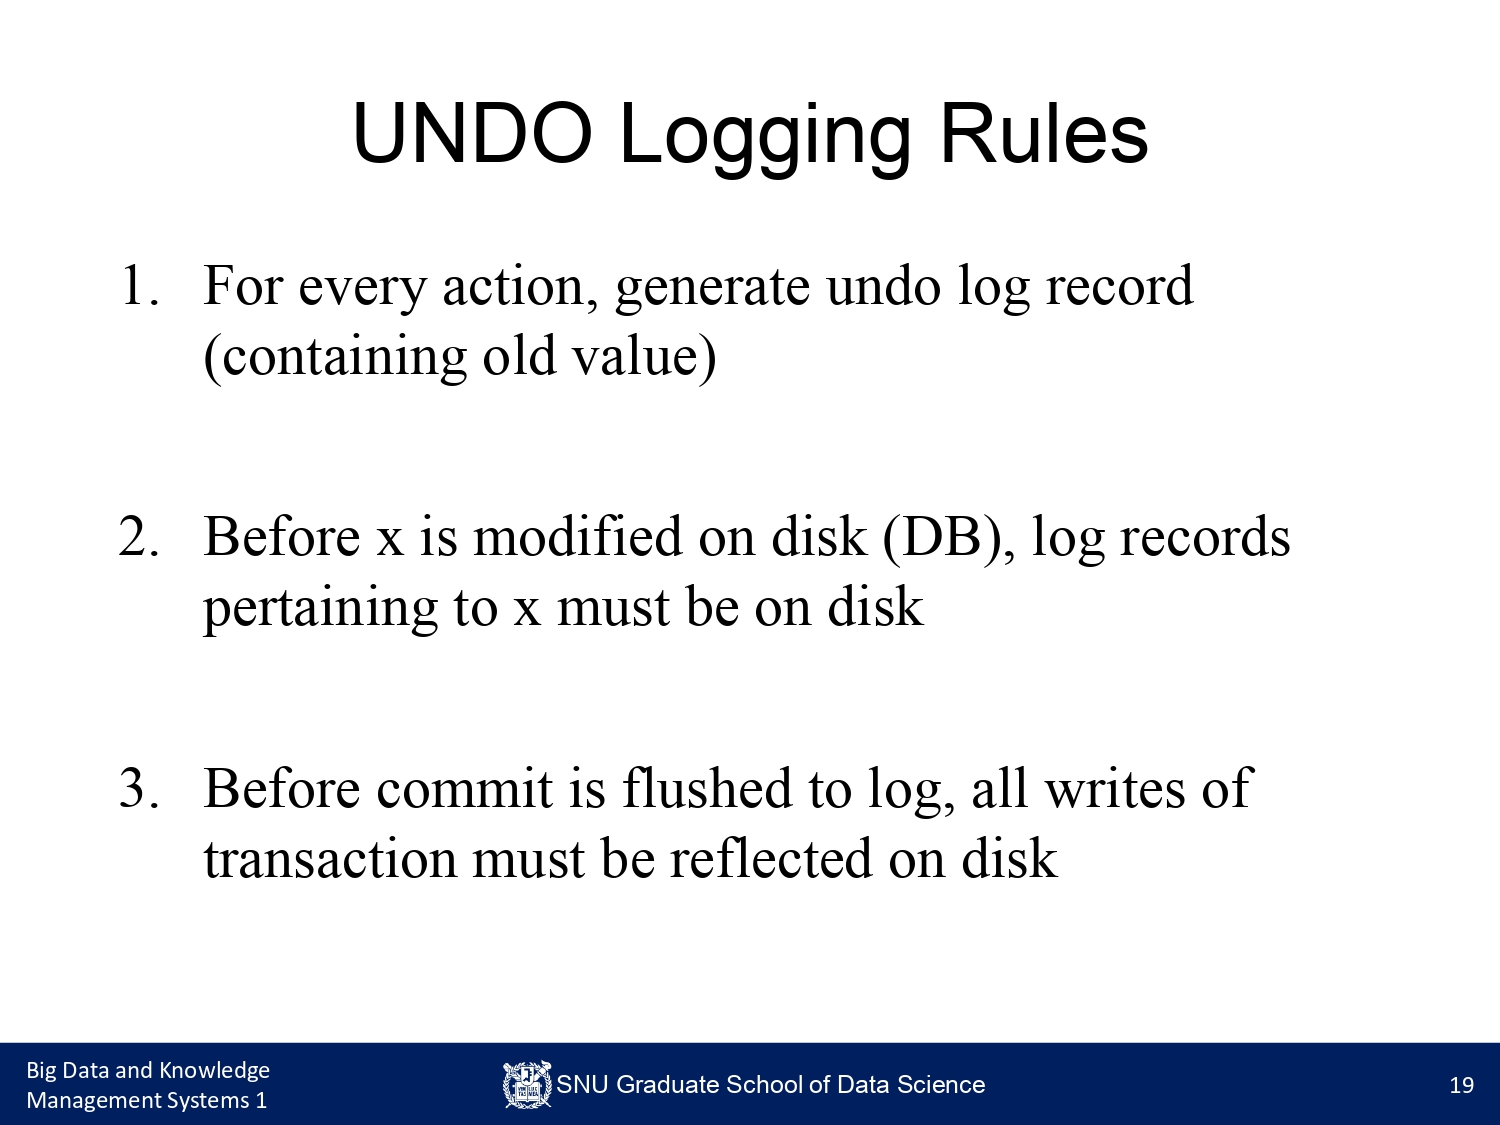 UNDO Logging Rules
1. For every action, generate undo log record
(containing old value)
2. Before x is modified on disk (DB), log records
pertaining to x must be on disk
3. Before commit is flushed to log, all writes of
transaction must be reflected on disk
Big Data and Knowledge
Management Systems 1
SNU Graduate School of Data Science
19